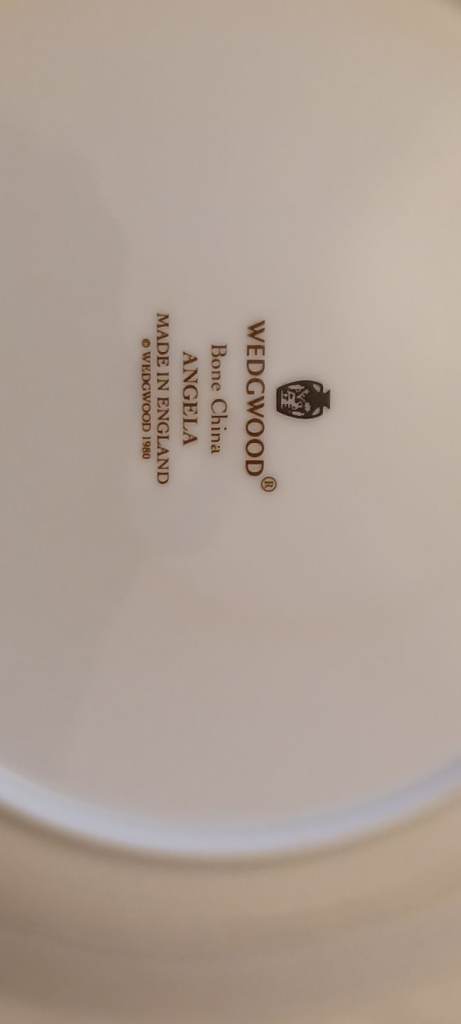 WEDGWOOD®
Bone China
ANGELA
MADE IN ENGLAND
© WEDGWOOD 1980